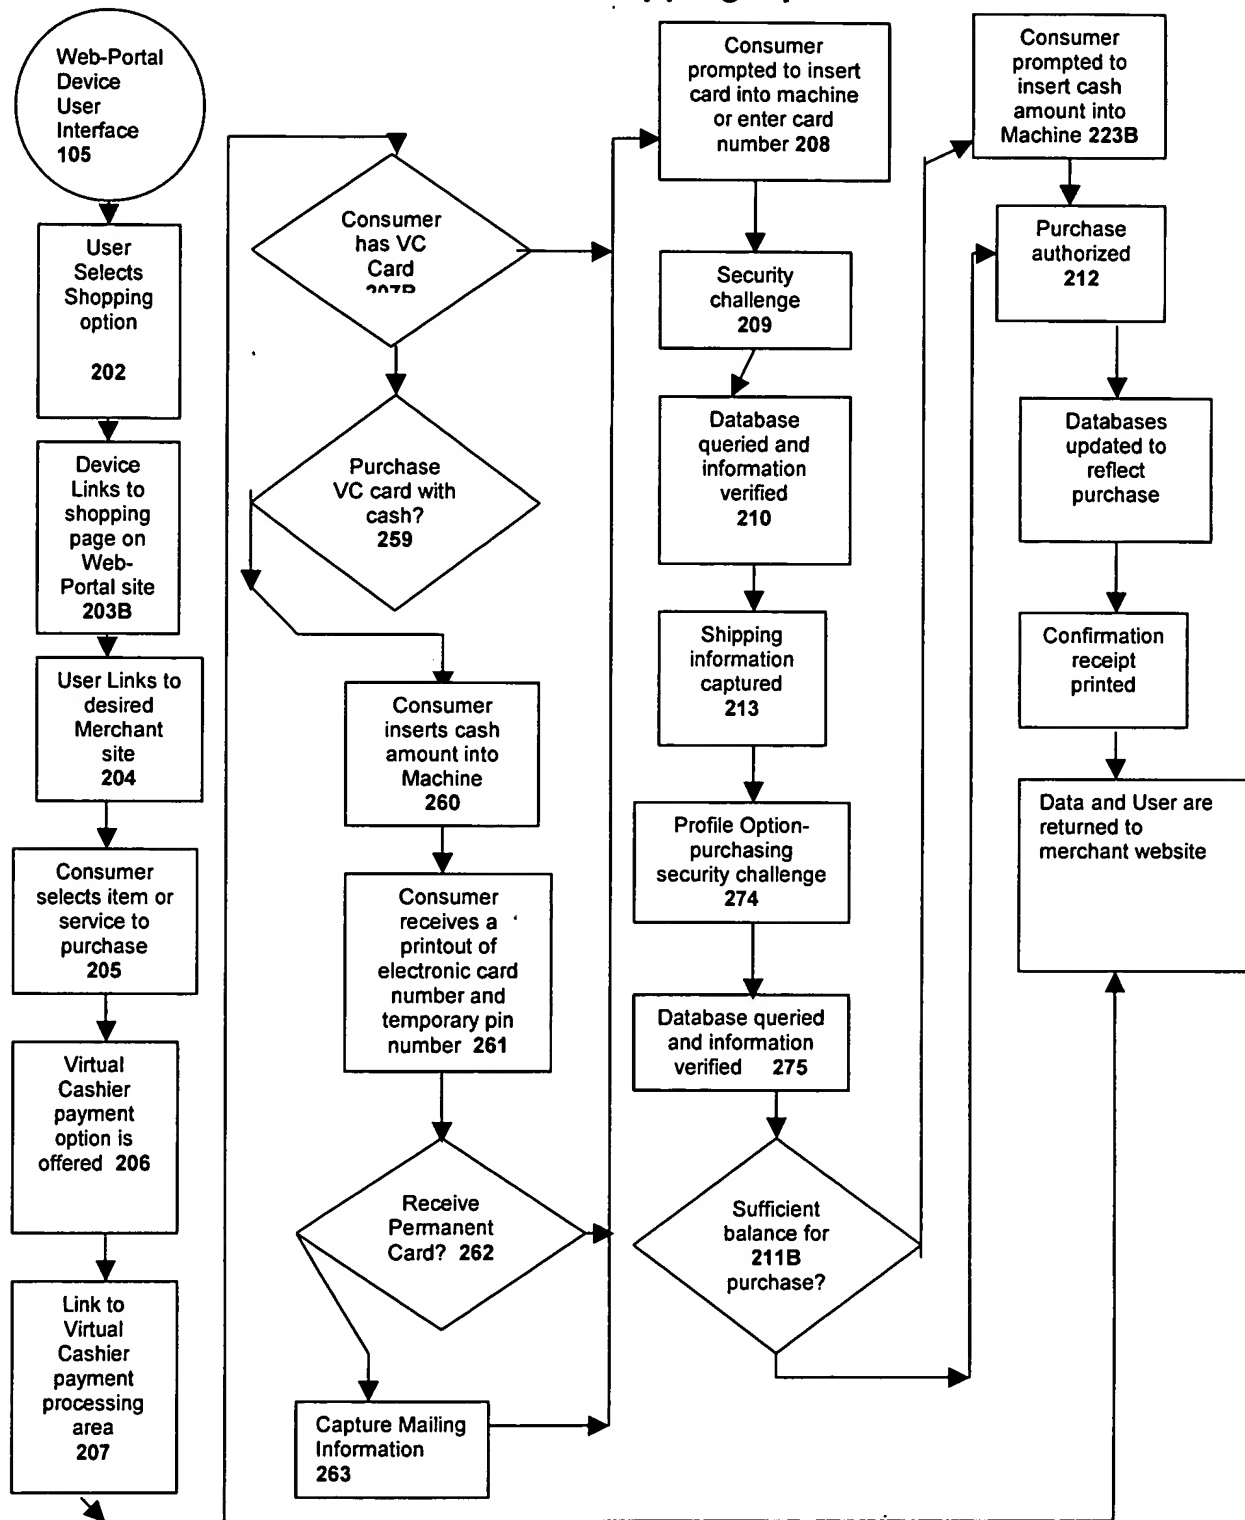 Web-Portal
Device
User
Interface
105
User
Selects
Shopping
option
202
Device
Links to
shopping
page on
Web-
Portal site
203B
User Links to
desired
Merchant
site
204
Consumer
selects item or
service to
purchase
205
Virtual
Cashier
payment
option is
offered 206
Link to
Virtual
Cashier
payment
processing
area
207
Consumer
has VC
Card
207B
Purchase
VC card with
cash?
259
Consumer
inserts cash
amount into
Machine
260
Consumer
receives a
printout of
electronic card
number and
temporary pin
number 261
Receive
Permanent
Card? 262
Capture Mailing
Information
263
Consumer
prompted to insert
card into machine
or enter card
number 208
Security
challenge
209
Database
queried and
information
verified
210
Shipping
information
captured
213
Profile Option-
purchasing
security challenge
274
Database queried
and information
verified 275
Sufficient
balance for
211B
purchase?
Consumer
prompted to
insert cash
amount into
Machine 223B
Purchase
authorized
212
Databases
updated to
reflect
purchase
Confirmation
receipt
printed
Data and User are
returned to
merchant website